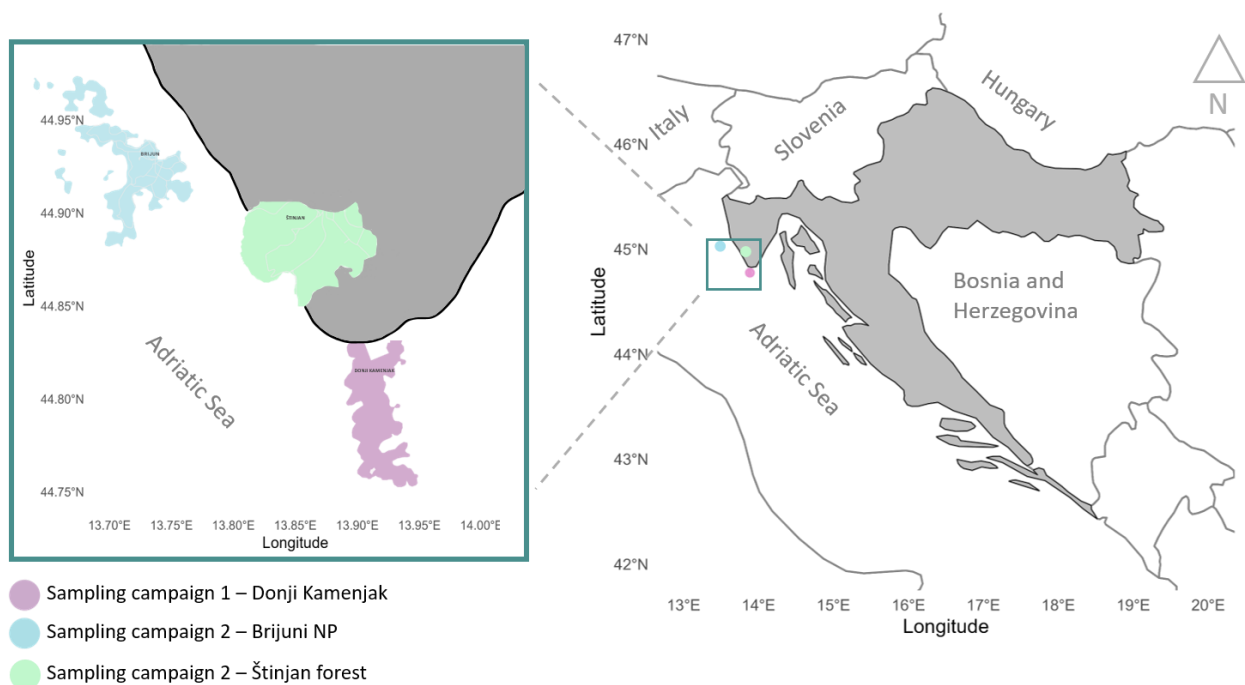 44.95°N
44.90°N
44.85°N
44.80°N
44.75°N
Latitude
BRIJUNI
ŠTINJAN
DONJI KAMENJAK
Adriatic Sea
13.70°E 13.75°E 13.80°E 13.85°E 13.90°E 13.95°E 14.00°E
Longitude
Sampling campaign 1 – Donji Kamenjak
Sampling campaign 2 – Brijuni NP
Sampling campaign 2 – Štinjan forest
47°N
46°N
45°N
44°N
43°N
42°N
Latitude
Italy
Slovenia
Hungary
N
Bosnia and
Herzegovina
Adriatic Sea
13°E 14°E 15°E 16°E 17°E 18°E 19°E 20°E
Longitude